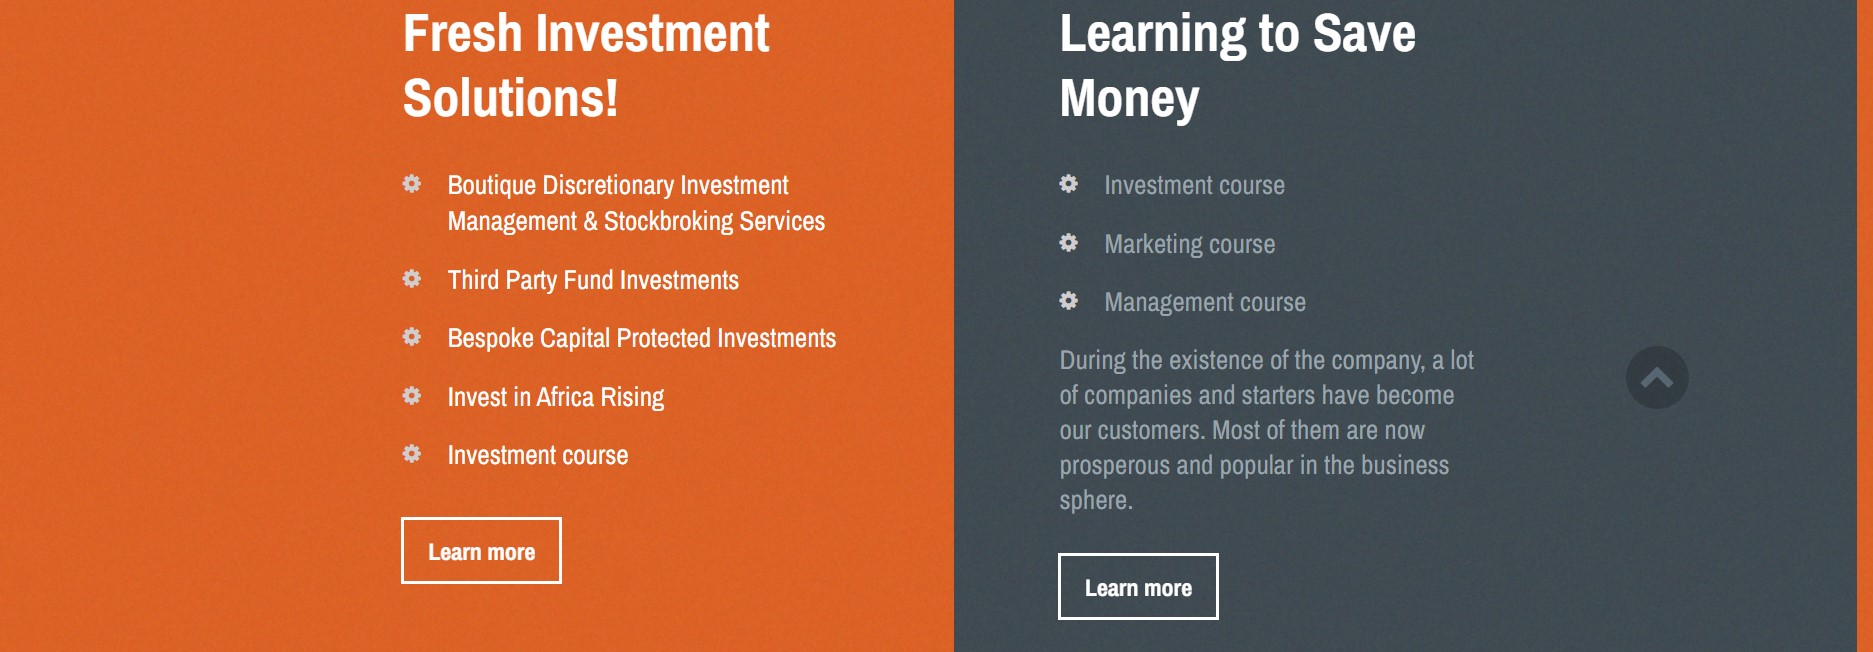 Fresh Investment
Solutions!
Boutique Discretionary Investment
Management & Stockbroking Services
Third Party Fund Investments
Bespoke Capital Protected Investments
Invest in Africa Rising
Investment course
Learn more
Learning to Save
Money
Investment course
Marketing course
Management course
During the existence of the company, a lot
of companies and starters have become
our customers. Most of them are now
prosperous and popular in the business
sphere.
Learn more